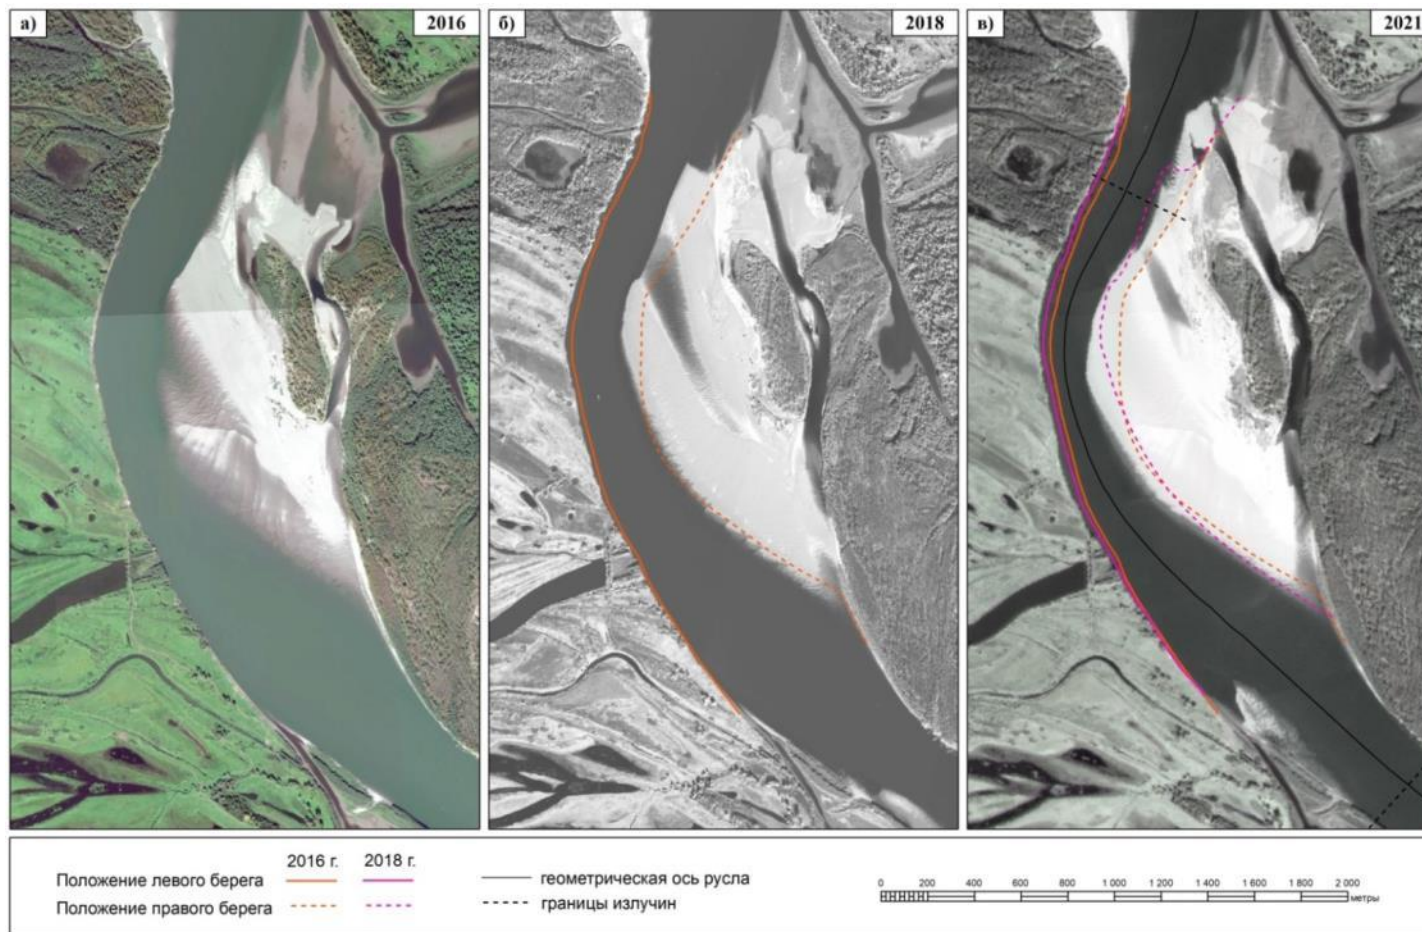 а) 2016
б) 2018
в) 2021
2016 г. 2018 г.
Положение левого берега
Положение правого берега
геометрическая ось русла
границы излучин
0 200 400 600 800 1 000 1 200 1 400 1 600 1 800 2 000
метры